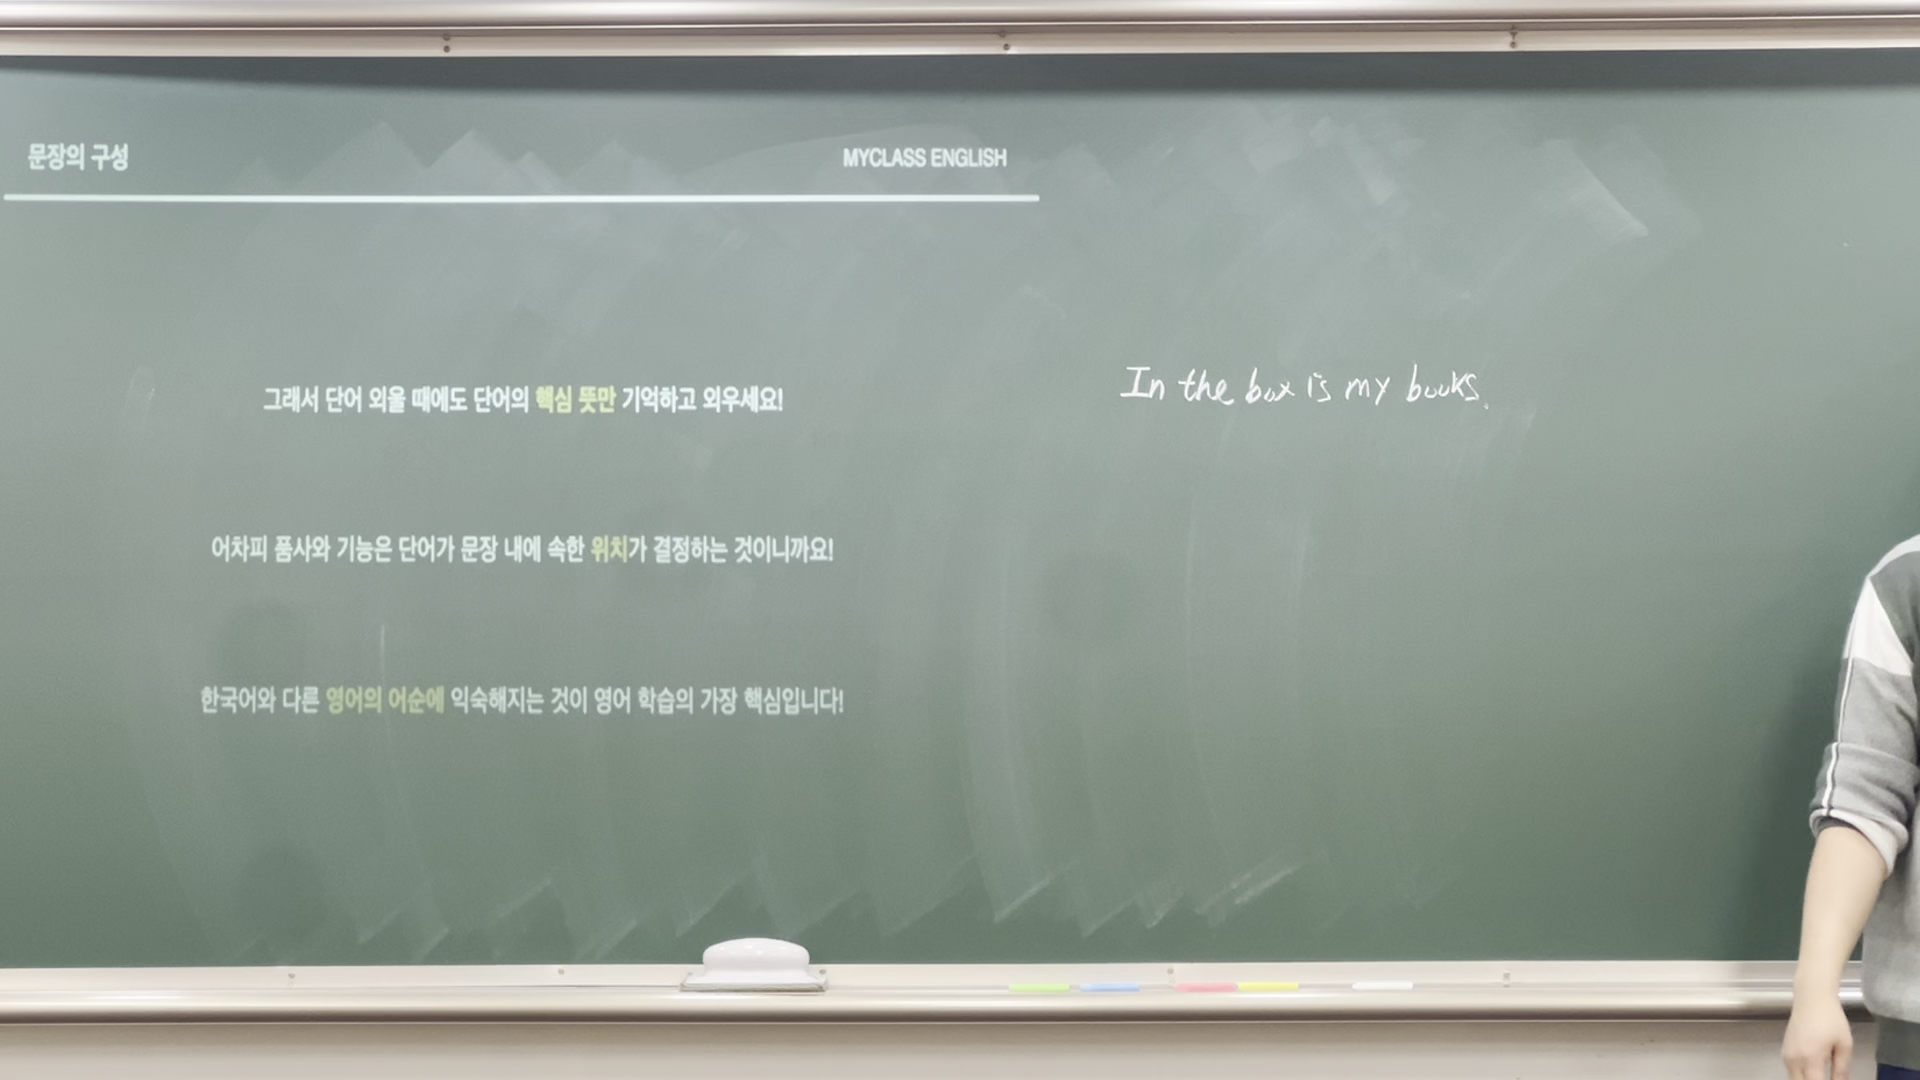 문장의 구성
MYCLASS ENGLISH
그래서 단어 외울 때에도 단어의 핵심 뜻만 기억하고 외우세요!
어차피 품사와 기능은 단어가 문장 내에 속한 위치가 결정하는 것이니까요!
한국어와 다른 영어의 어순에 익숙해지는 것이 영어 학습의 가장 핵심입니다!
In the box is my books.